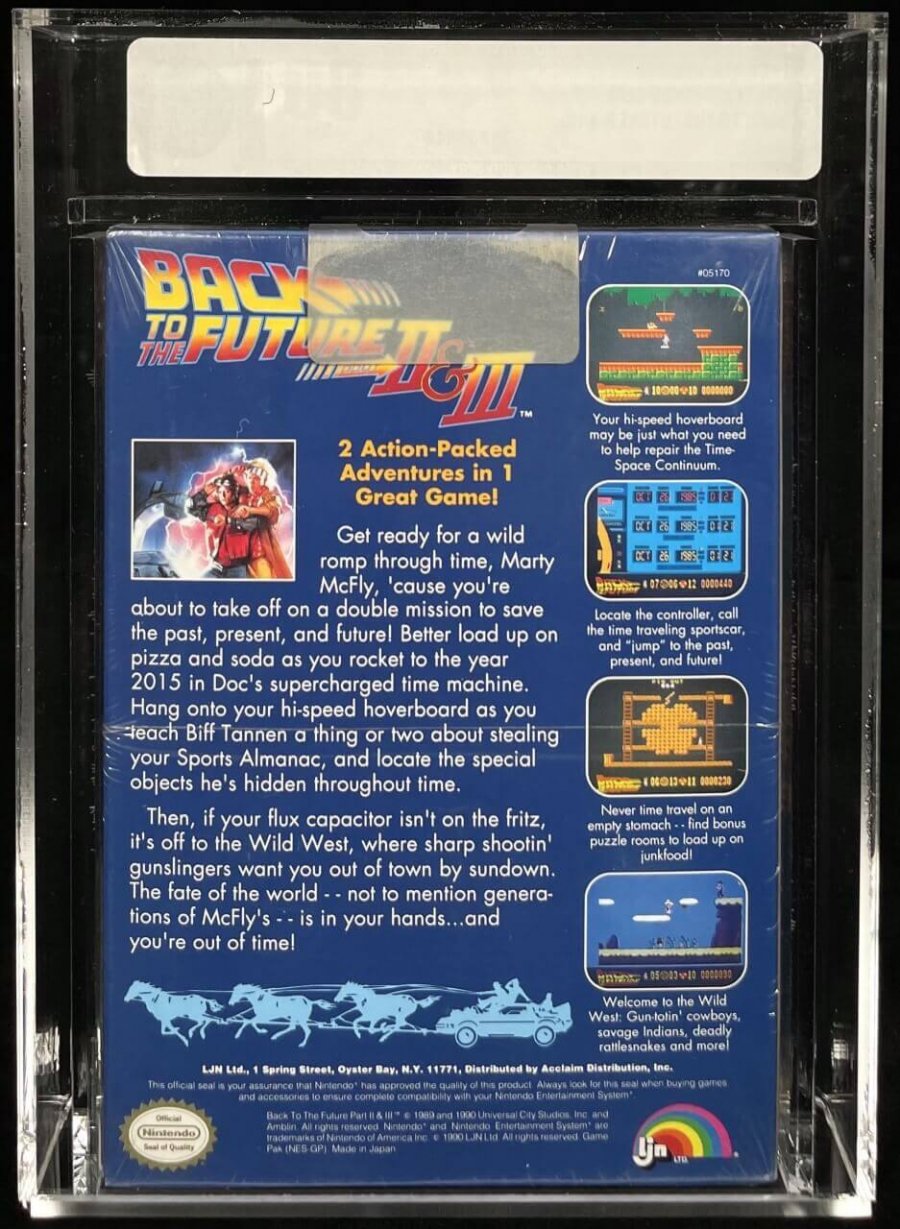 #05170
BACK
TO
THE FUTURE II & III ™
2 Action-Packed
Adventures in 1
Great Game!
Get ready for a wild
romp through time, Marty
McFly, 'cause you're
about to take off on a double mission to save
the past, present, and future! Better load up on
pizza and soda as you rocket to the year
2015 in Doc's supercharged time machine.
Hang onto your hi-speed hoverboard as you
teach Biff Tannen a thing or two about stealing
your Sports Almanac, and locate the special
objects he's hidden throughout time.
Then, if your flux capacitor isn't on the fritz,
it's off to the Wild West, where sharp shootin'
gunslingers want you out of town by sundown.
The fate of the world - - not to mention genera-
tions of McFly's - - is in your hands...and
you're out of time!
Your hi-speed hoverboard
may be just what you need
to help repair the Time-
Space Continuum.
OCT 26 1985
OCT 26 1985
OCT 26 1985
Locate the controller, call
the time traveling sportscar,
and "jump" to the past,
present, and future!
Never time travel on an
empty stomach - - find bonus
puzzle rooms to load up on
junkfood!
Welcome to the Wild
West: Gun-totin' cowboys,
savage Indians, deadly
rattlesnakes and more!
LJN Ltd., 1 Spring Street, Oyster Bay, N.Y. 11771, Distributed by Acclaim Distribution, Inc.
This official seal is your assurance that Nintendo® has approved the quality of this product. Always look for this seal when buying games
and accessories to ensure complete compatibility with your Nintendo Entertainment System®.
Official
Nintendo
Seal of Quality
Back To The Future Part II & III™ © 1989 and 1990 Universal City Studios, Inc. and
Amblin. All rights reserved. Nintendo® and Nintendo Entertainment System® are
trademarks of Nintendo of America Inc. © 1990 LJN Ltd. All rights reserved. Game
Pak (NES-GP) Made in Japan
ljn
LTD.